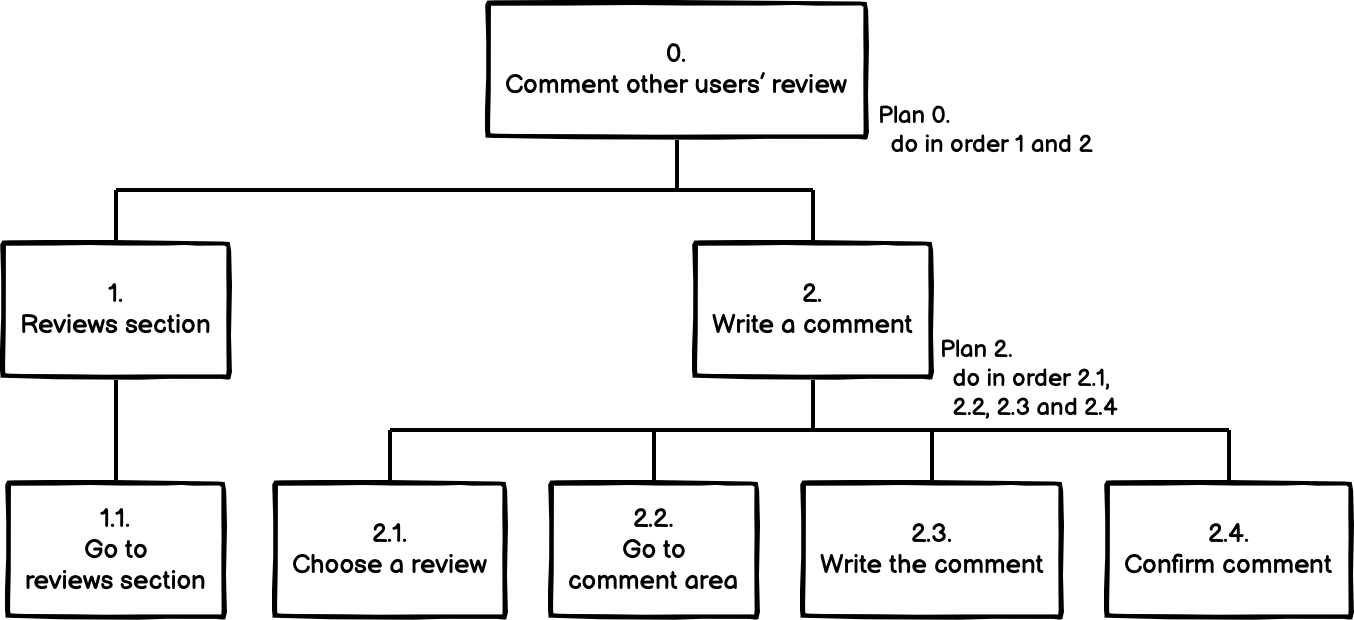 0.
Comment other users’ review
Plan 0.
do in order 1 and 2
1.
Reviews section
2.
Write a comment
Plan 2.
do in order 2.1,
2.2, 2.3 and 2.4
1.1.
Go to
reviews section
2.1.
Choose a review
2.2.
Go to
comment area
2.3.
Write the comment
2.4.
Confirm comment